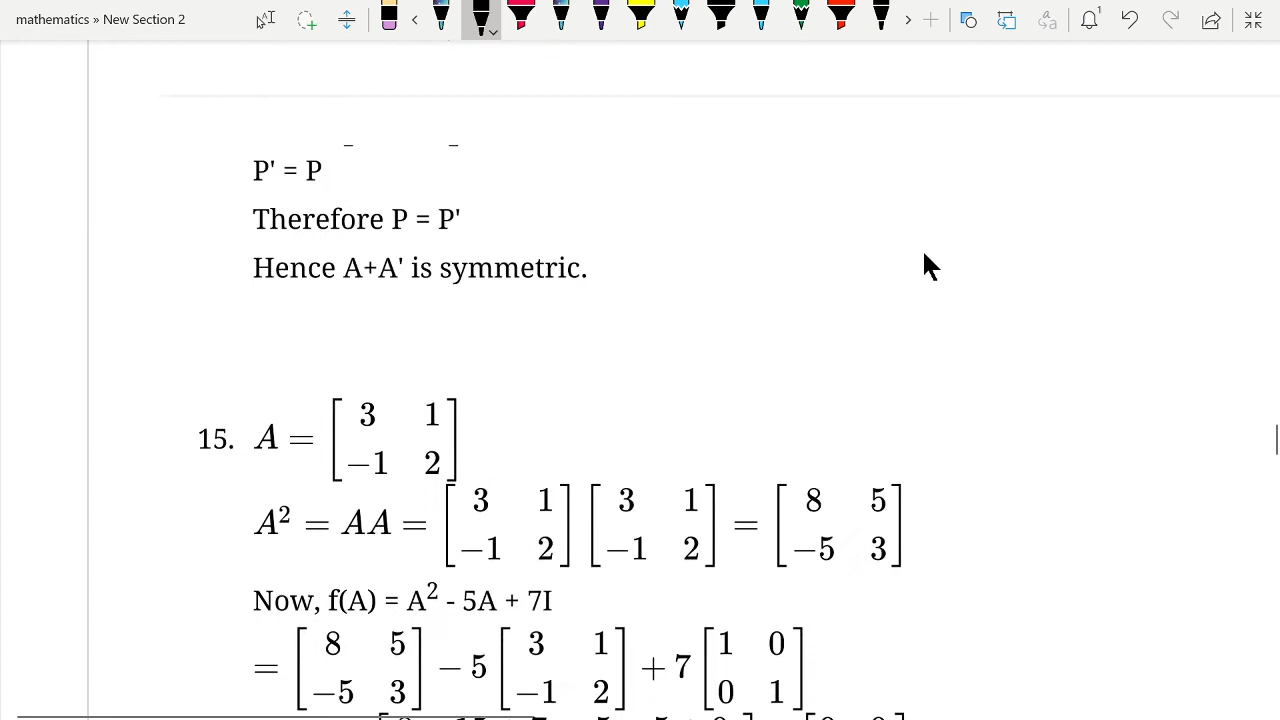 mathematics » New Section 2
P' = P
Therefore P = P'
Hence A+A' is symmetric.
15. A = [ 3 1 −1 2 ]
A² = AA = [ 3 1 −1 2 ] [ 3 1 −1 2 ] = [ 8 5 −5 3 ]
Now, f(A) = A² - 5A + 7I
= [ 8 5 −5 3 ] − 5 [ 3 1 −1 2 ] + 7 [ 1 0 0 1 ]